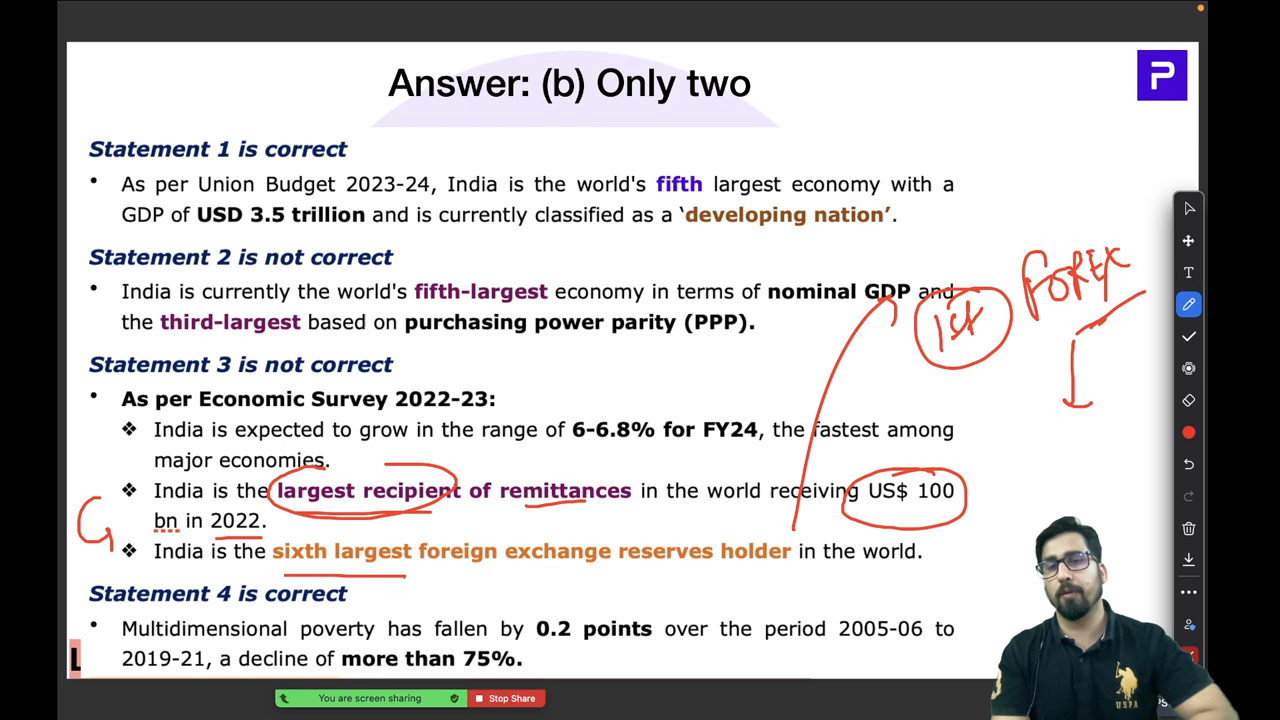 Answer: (b) Only two
P
Statement 1 is correct
• As per Union Budget 2023-24, India is the world's fifth largest economy with a
GDP of USD 3.5 trillion and is currently classified as a ‘developing nation’.
Statement 2 is not correct
• India is currently the world's fifth-largest economy in terms of nominal GDP and
the third-largest based on purchasing power parity (PPP).
1st
FOREX
Statement 3 is not correct
• As per Economic Survey 2022-23:
❖ India is expected to grow in the range of 6-6.8% for FY24, the fastest among
major economies.
❖ India is the largest recipient of remittances in the world receiving US$ 100
bn in 2022.
❖ India is the sixth largest foreign exchange reserves holder in the world.
Statement 4 is correct
• Multidimensional poverty has fallen by 0.2 points over the period 2005-06 to
2019-21, a decline of more than 75%.
L
T
You are screen sharing
Stop Share
USPA